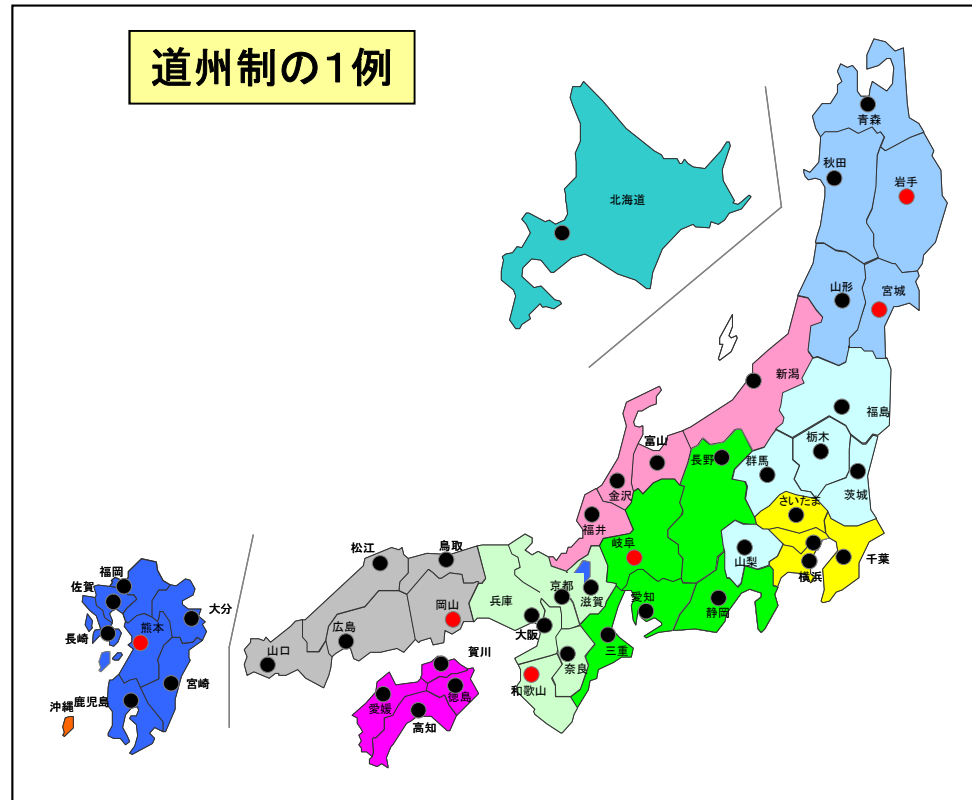 道州制の1例
青森
秋田
岩手
北海道
山形
宮城
新潟
福島
富山
栃木
長野
群馬
金沢
茨城
さいたま
福井
岐阜
松江
鳥取
山梨
千葉
横浜
福岡
佐賀
京都
滋賀
兵庫
愛知
静岡
大分
岡山
熊本
広島
大阪
長崎
山口
賀川
三重
奈良
宮崎
徳島
和歌山
鹿児島
沖縄
愛媛
高知